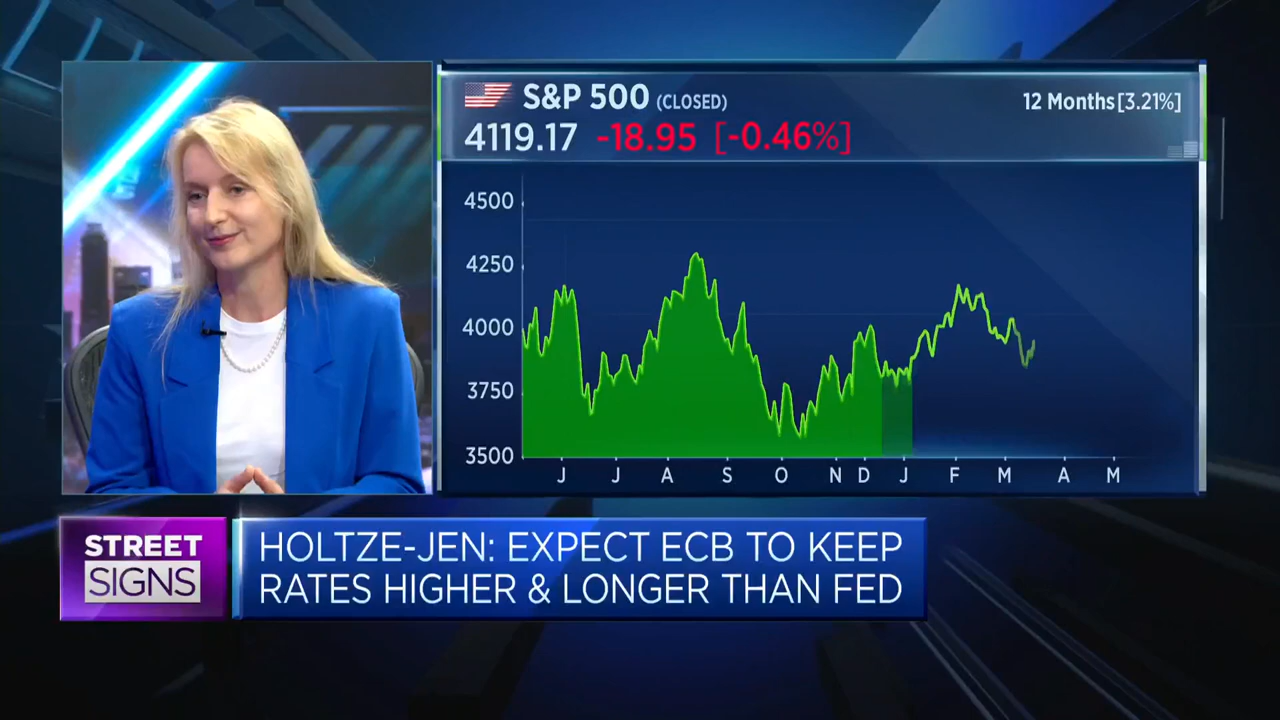 S&P 500 (CLOSED)
12 Months [3.21%]
4119.17 -18.95 [-0.46%]
4500
4250
4000
3750
3500
J J A S O N D J F M A M
STREET
SIGNS
HOLTZE-JEN: EXPECT ECB TO KEEP
RATES HIGHER & LONGER THAN FED